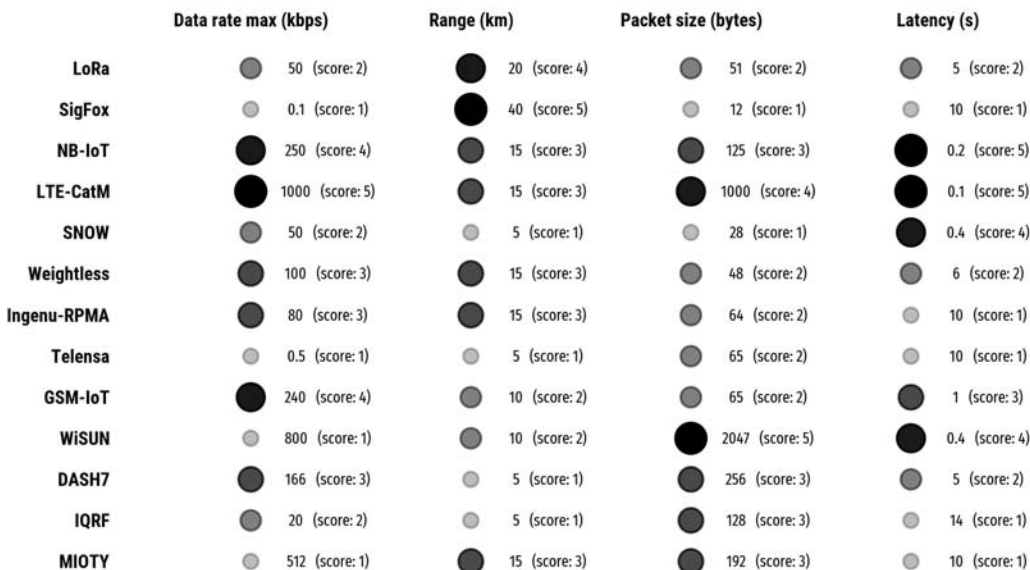 Data rate max (kbps) Range (km) Packet size (bytes) Latency (s)
LoRa 50 (score: 2) 20 (score: 4) 51 (score: 2) 5 (score: 2)
SigFox 0.1 (score: 1) 40 (score: 5) 12 (score: 1) 10 (score: 1)
NB-IoT 250 (score: 4) 15 (score: 3) 125 (score: 3) 0.2 (score: 5)
LTE-CatM 1000 (score: 5) 15 (score: 3) 1000 (score: 4) 0.1 (score: 5)
SNOW 50 (score: 2) 5 (score: 1) 28 (score: 1) 0.4 (score: 4)
Weightless 100 (score: 3) 15 (score: 3) 48 (score: 2) 6 (score: 2)
Ingenu-RPMA 80 (score: 3) 15 (score: 3) 64 (score: 2) 10 (score: 1)
Telensa 0.5 (score: 1) 5 (score: 1) 65 (score: 2) 10 (score: 1)
GSM-IoT 240 (score: 4) 10 (score: 2) 65 (score: 2) 1 (score: 3)
WiSUN 800 (score: 1) 10 (score: 2) 2047 (score: 5) 0.4 (score: 4)
DASH7 166 (score: 3) 5 (score: 1) 256 (score: 3) 5 (score: 2)
IQRF 20 (score: 2) 5 (score: 1) 128 (score: 3) 14 (score: 1)
MIOTY 512 (score: 1) 15 (score: 3) 192 (score: 3) 10 (score: 1)